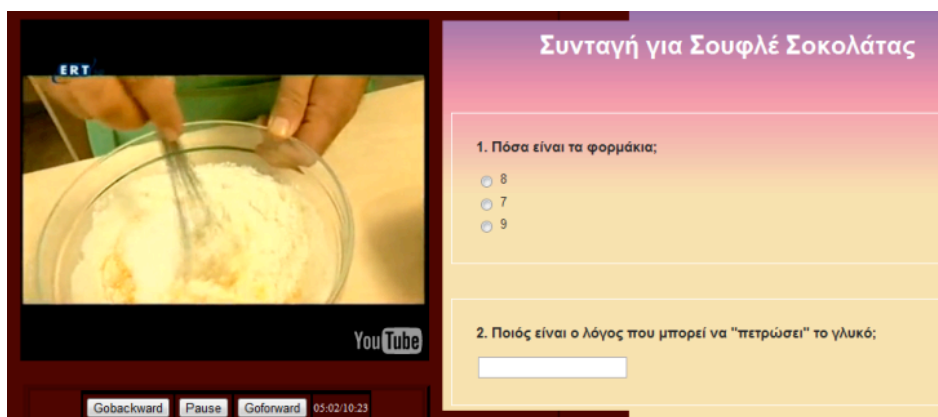 ERT
YouTube
Gobackward Pause Goforward 05:02/10:23
Συνταγή για Σουφλέ Σοκολάτας
1. Πόσα είναι τα φορμάκια;
8
7
9
2. Ποιός είναι ο λόγος που μπορεί να "πετρώσει" το γλυκό;